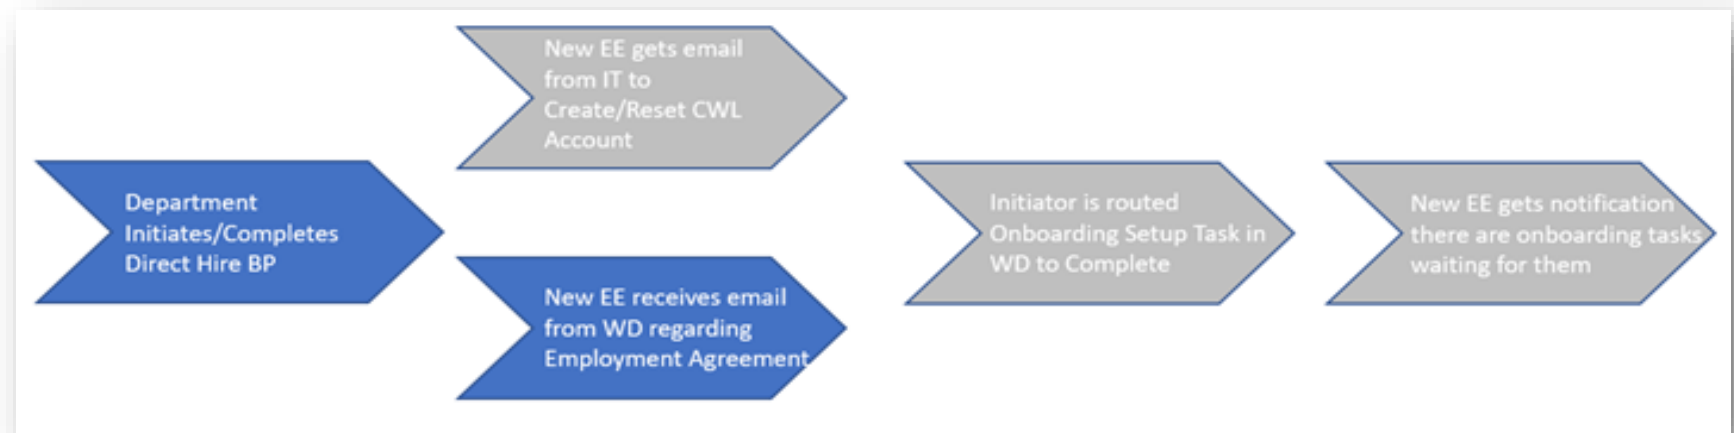 Department
Initiates/Completes
Direct Hire BP
New EE gets email
from IT to
Create/Reset CWL
Account
New EE receives email
from WD regarding
Employment Agreement
Initiator is routed
Onboarding Setup Task in
WD to Complete
New EE gets notification
there are onboarding tasks
waiting for them